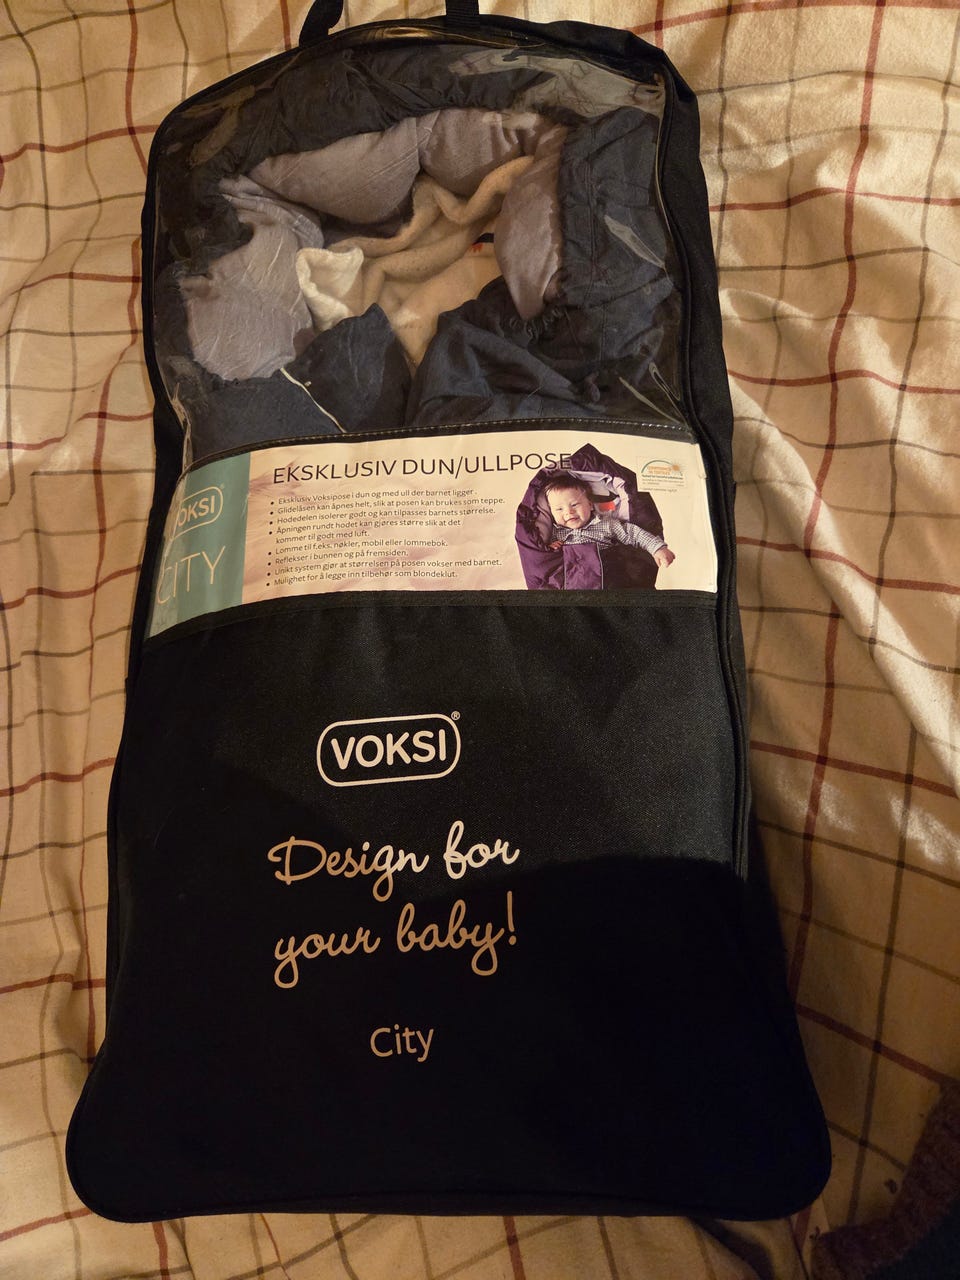 EKSKLUSIV DUN/ULLPOSE
• Eksklusiv Voksipose i dun og med ull der barnet ligger.
• Glidelåsen kan åpnes helt, slik at posen kan brukes som teppe.
• Hodedelen isolerer godt og kan tilpasses barnets størrelse.
• Åpningen rundt hodet kan gjøres større slik at det
kommer til godt med luft.
• Lomme til f.eks. nøkler, mobil eller lommebok.
• Reflekser i bunnen og på fremsiden.
• Unikt system gjør at størrelsen på posen vokser med barnet.
• Mulighet for å legge inn tilbehør som blondeklut.
VOKSI
CITY
VOKSI®
Design for
your baby!
City